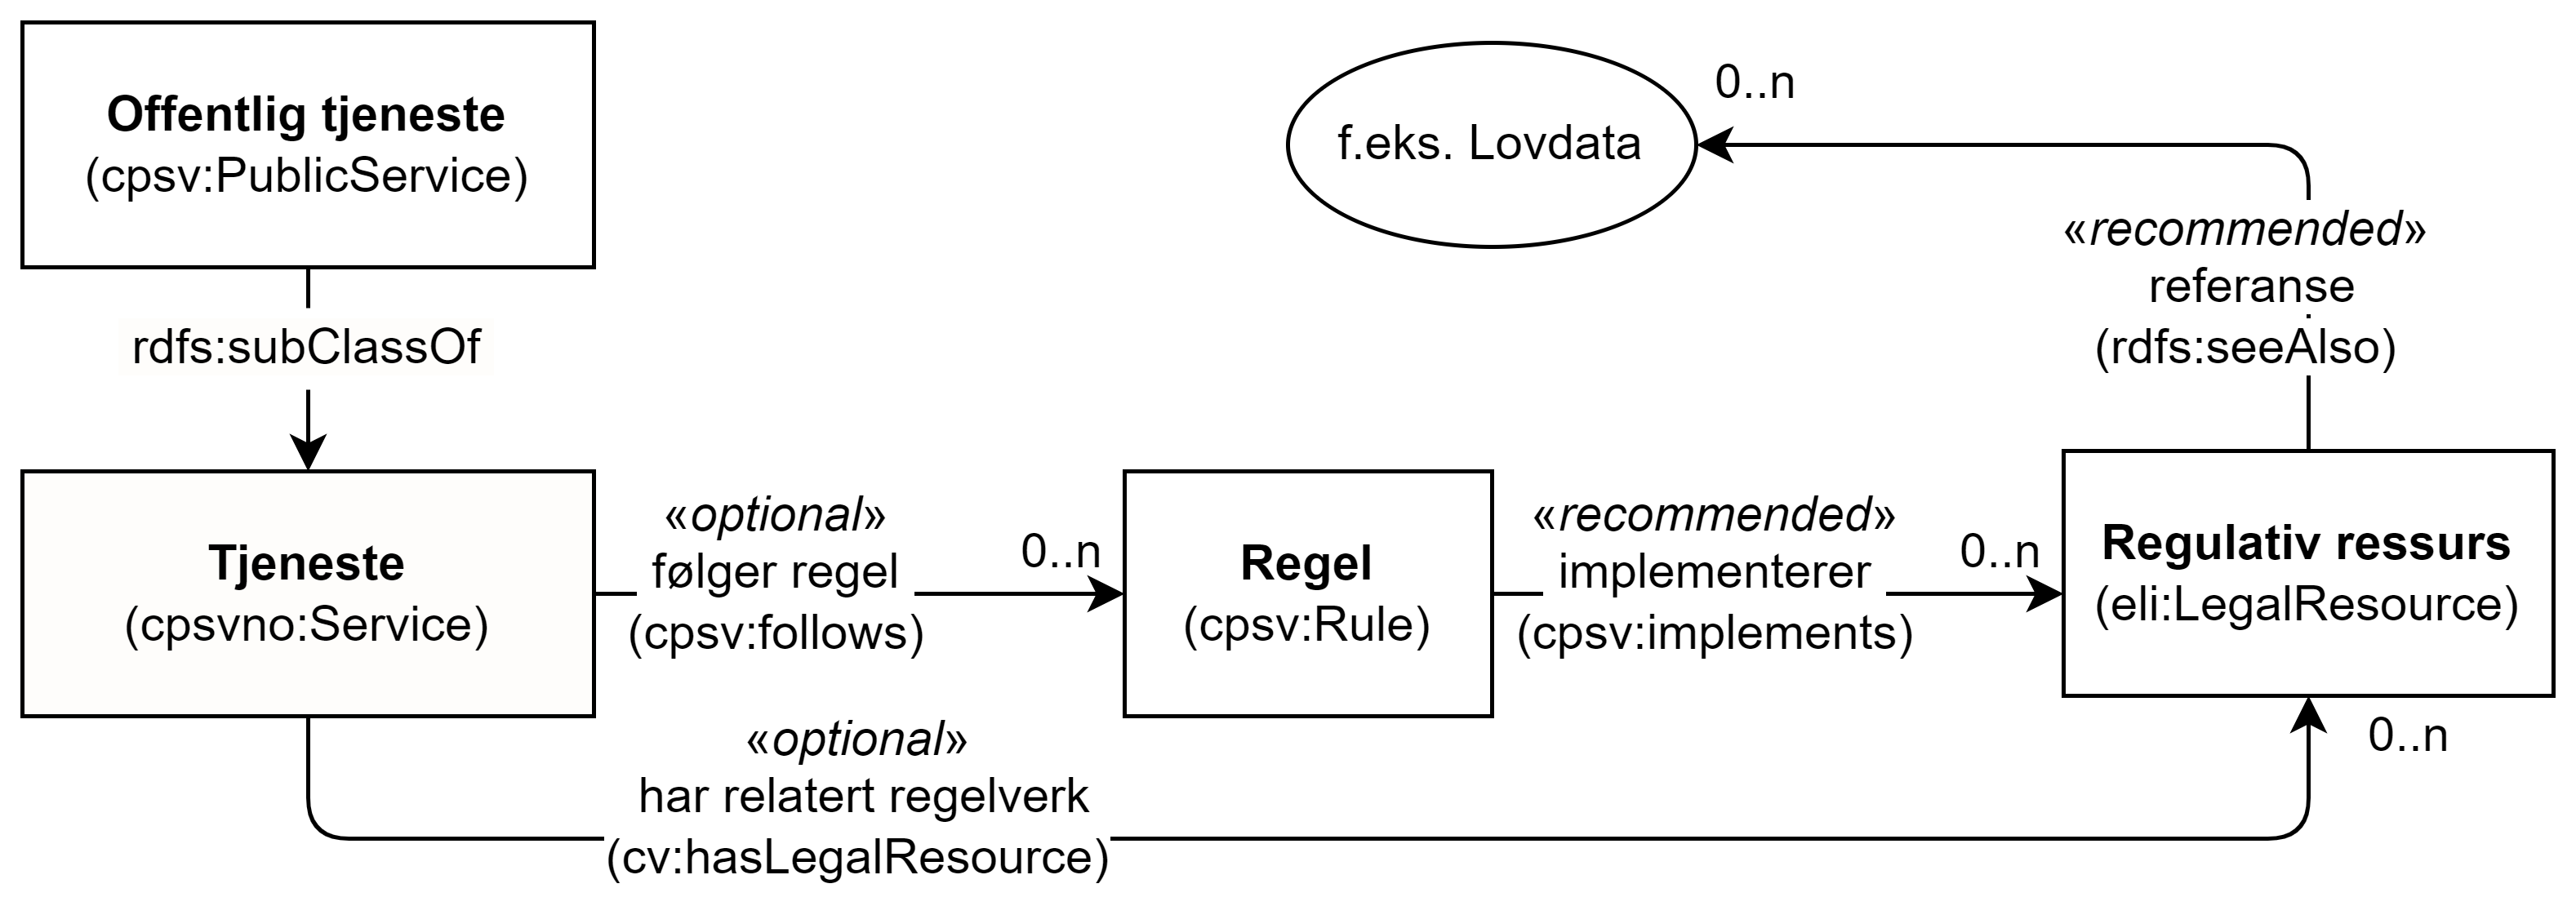 Offentlig tjeneste
(cpsv:PublicService)
rdfs:subClassOf
f.eks. Lovdata
0..n
«recommended»
referanse
(rdfs:seeAlso)
Tjeneste
(cpsvno:Service)
«optional»
følger regel
(cpsv:follows)
0..n
Regel
(cpsv:Rule)
«recommended»
implementerer
(cpsv:implements)
0..n
Regulativ ressurs
(eli:LegalResource)
«optional»
har relatert regelverk
(cv:hasLegalResource)
0..n